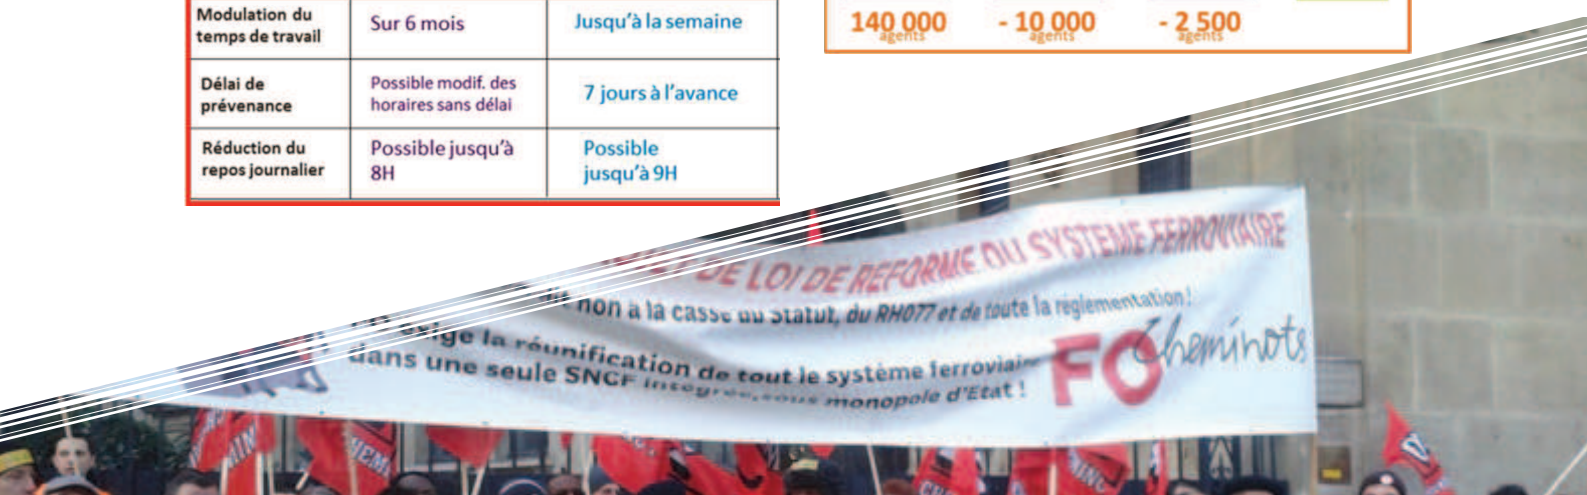 Modulation du
temps de travail
Sur 6 mois
Jusqu'à la semaine
Délai de
prévenance
Possible modif. des
horaires sans délai
7 jours à l'avance
Réduction du
repos journalier
Possible jusqu'à
8H
Possible
jusqu'à 9H
140 000
agents
- 10 000
agents
- 2 500
agents
DE LOI DE REFORME DU SYSTEME FERROVIAIRE
non à la casse du Statut, du RH077 et de toute la réglementation !
exige la réunification de tout le système ferroviaire
dans une seule SNCF intégrée, sous monopole d'Etat !
FO
Cheminots